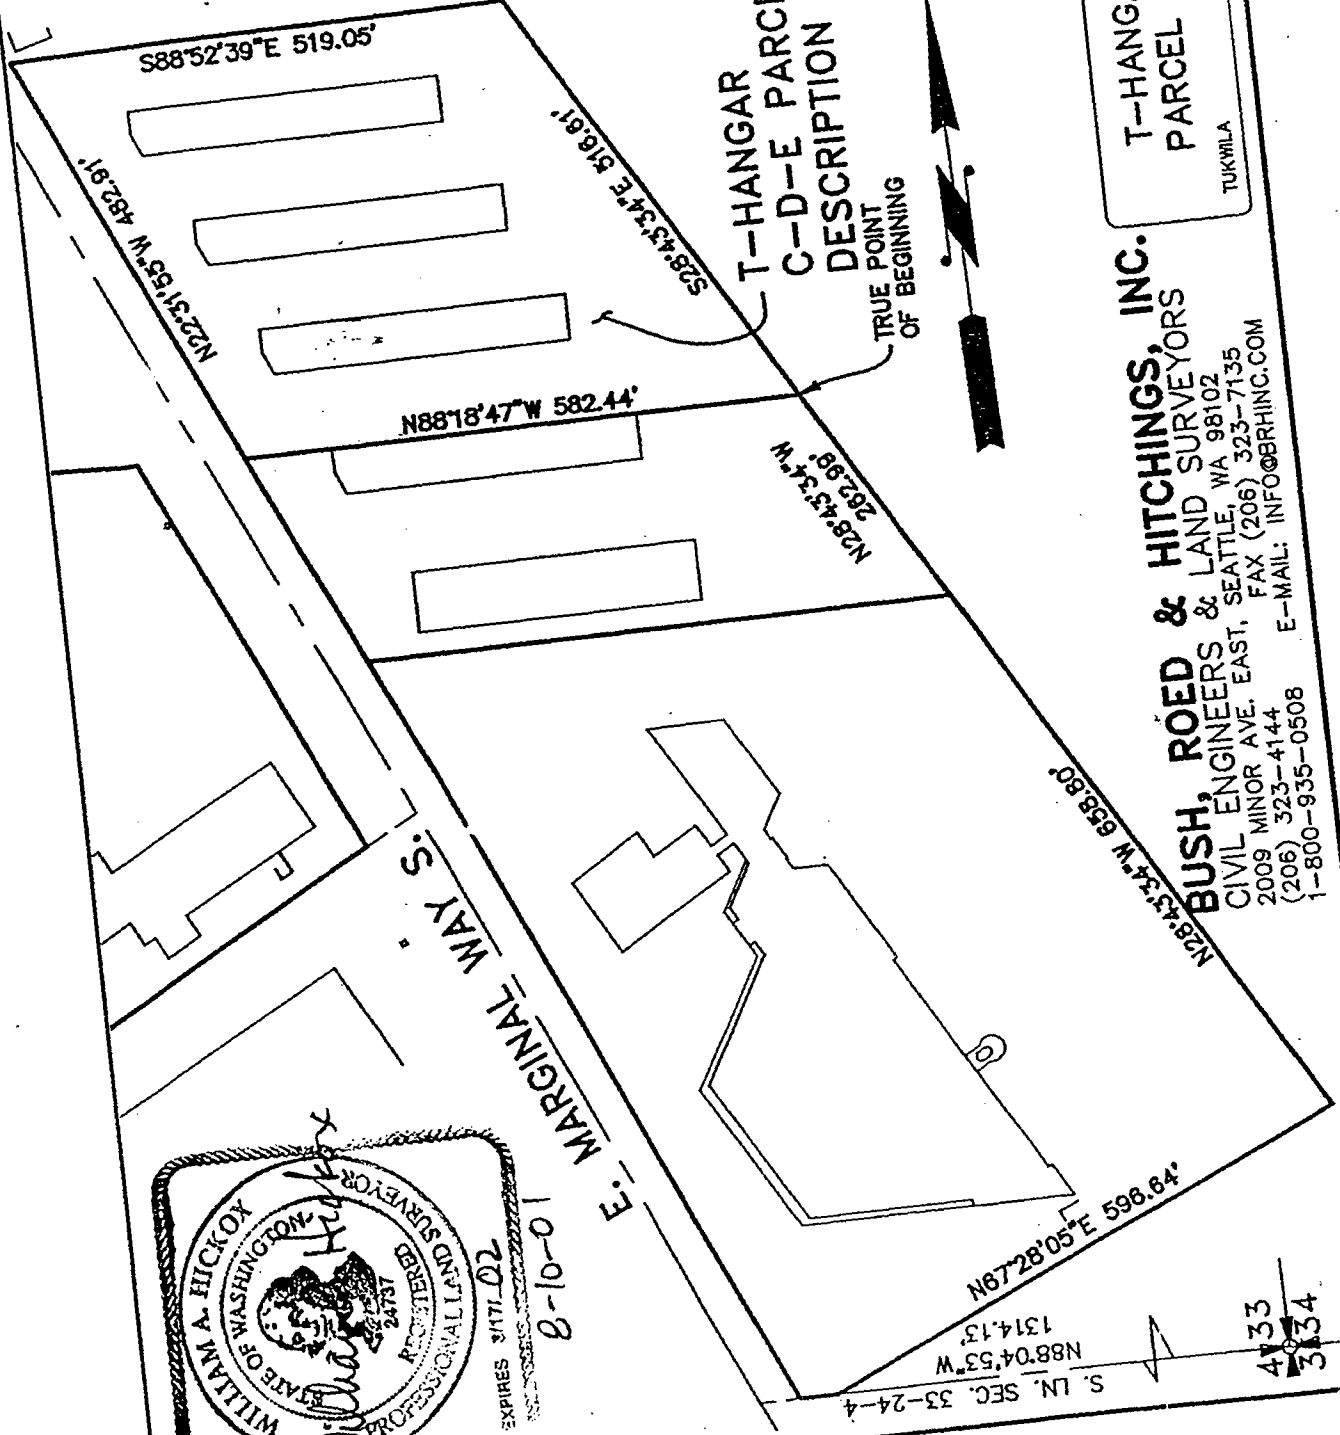 S88°52'39"E 519.05'
N22°31'55"W 482.91'
S28°43'34"E 516.61'
T-HANGAR
C-D-E PARC
DESCRIPTION
TRUE POINT
OF BEGINNING
N88°18'47"W 582.44'
N28°43'34"W
262.99'
T-HANG
PARCEL
TUKWILA
BUSH, ROED & HITCHINGS, INC.
CIVIL ENGINEERS & LAND SURVEYORS
2009 MINOR AVE. EAST, SEATTLE, WA 98102
(206) 323-4144 FAX (206) 323-7135
1-800-935-0508 E-MAIL: INFO@BRHINC.COM
N28°43'34"W 658.80'
E. MARGINAL WAY S.
N67°28'05"E 598.64'
S. LN. SEC. 33-24-4
N88°04'53"W
1314.13'
4 33
3 34
WILLIAM A. HICKOX
STATE OF WASHINGTON
24737
REGISTERED
PROFESSIONAL LAND SURVEYOR
William A Hickox
EXPIRES 3/17/ 02
8-10-01